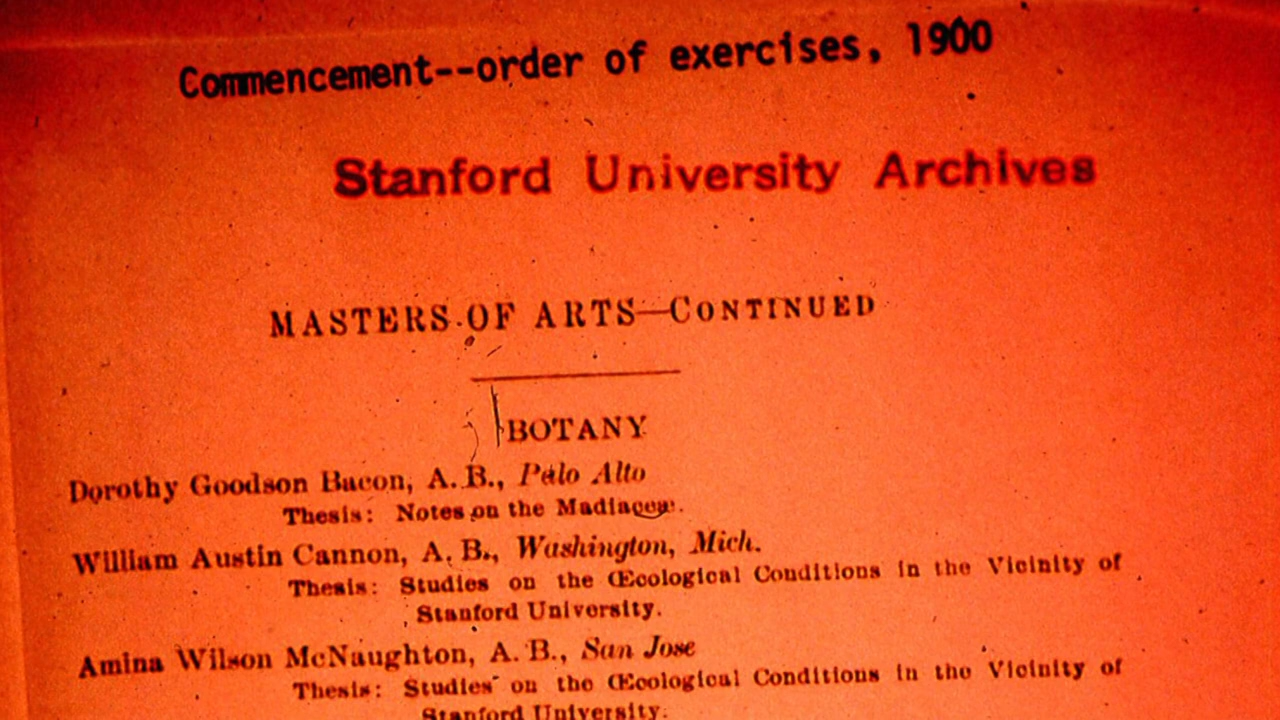 Commencement--order of exercises, 1900
Stanford University Archives
MASTERS OF ARTS—CONTINUED
BOTANY
Dorothy Goodson Bacon, A. B., Palo Alto
Thesis: Notes on the Madiaceæ.
William Austin Cannon, A. B., Washington, Mich.
Thesis: Studies on the Œcological Conditions in the Vicinity of
Stanford University.
Amina Wilson McNaughton, A. B., San Jose
Thesis: Studies on the Œcological Conditions in the Vicinity of
Stanford University.